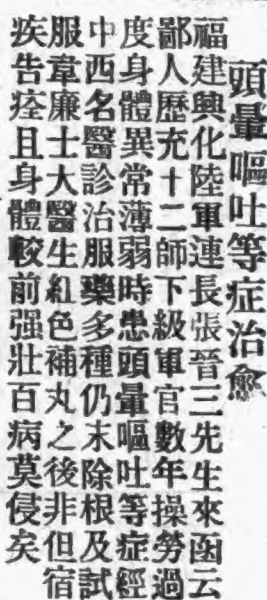 頭暈嘔吐等症治愈
福建興化陸軍連長張晉三先生來函云
鄙人歷充十二師下級軍官數年操勞過
度身體異常薄弱時患頭暈嘔吐等症經
中西名醫診治服藥多種仍未除根及試
服韋廉士大醫生紅色補丸之後非但宿
疾告痊且身體較前强壯百病莫侵矣